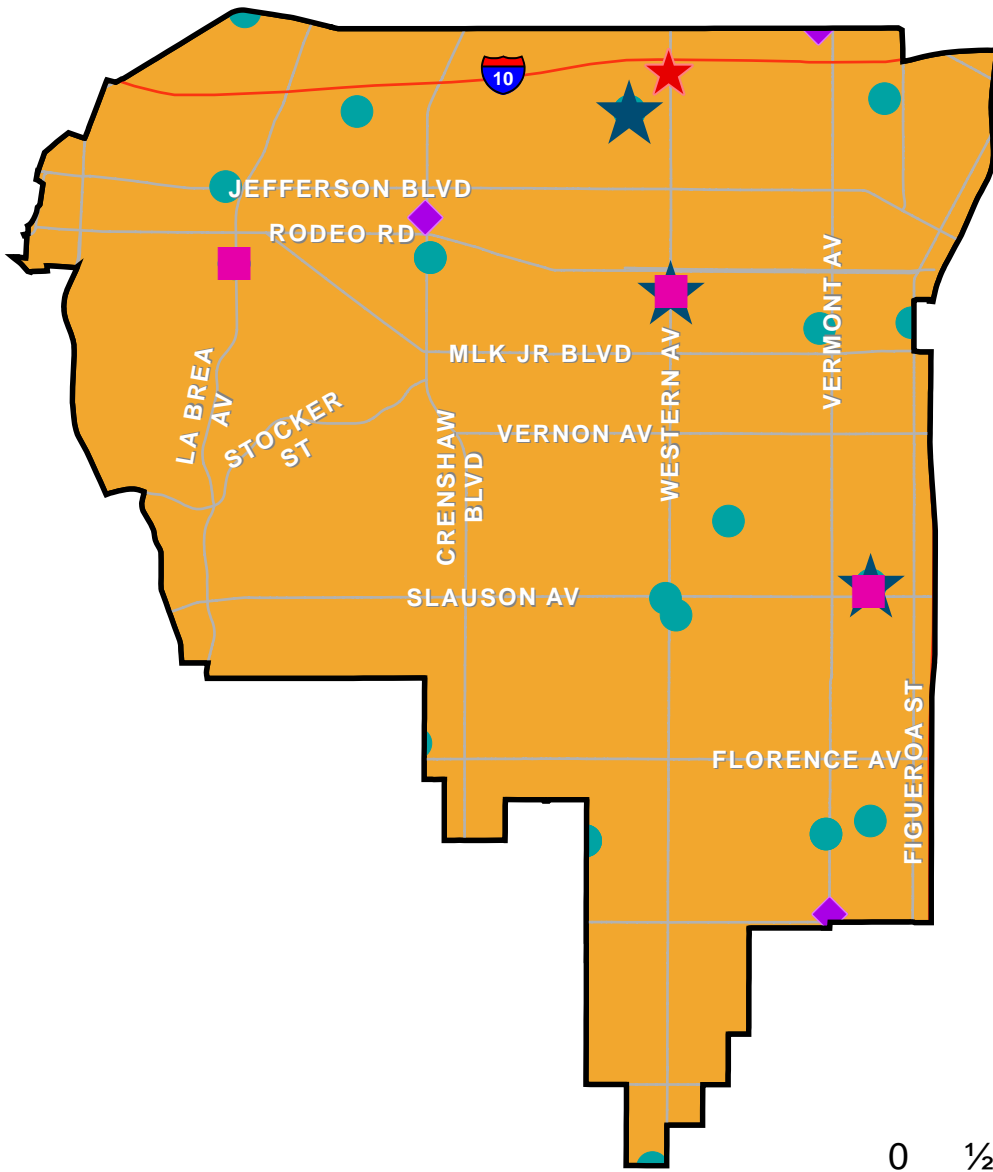 10
JEFFERSON BLVD
RODEO RD
VERMONT AV
MLK JR BLVD
WESTERN AV
LA BREA
AV
STOCKER
ST
CRENSHAW
BLVD
VERNON AV
SLAUSON AV
FIGUEROA ST
FLORENCE AV
0 ½